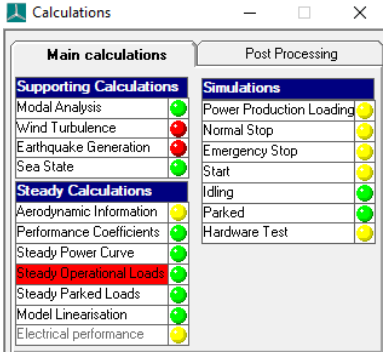 Calculations
Main calculations
Post Processing
Supporting Calculations
Modal Analysis
Wind Turbulence
Earthquake Generation
Sea State
Steady Calculations
Aerodynamic Information
Performance Coefficients
Steady Power Curve
Steady Operational Loads
Steady Parked Loads
Model Linearisation
Electrical performance
Simulations
Power Production Loading
Normal Stop
Emergency Stop
Start
Idling
Parked
Hardware Test